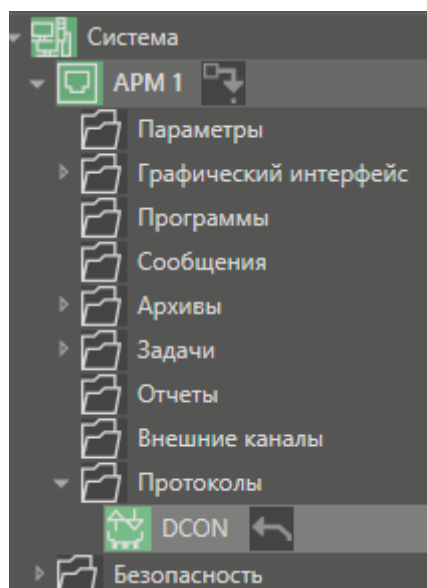 Система
АРМ 1
Параметры
Графический интерфейс
Программы
Сообщения
Архивы
Задачи
Отчеты
Внешние каналы
Протоколы
DCON
Безопасность